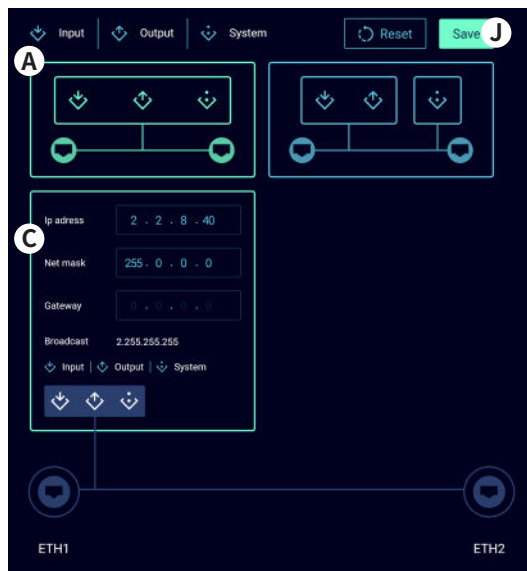 Input Output System Reset Save J
A
Ip adress 2 . 2 . 8 . 40
C
Net mask 255. 0 . 0 . 0
Gateway 0 . 0 . 0 . 0
Broadcast 2.255.255.255
Input | Output | System
ETH1 ETH2